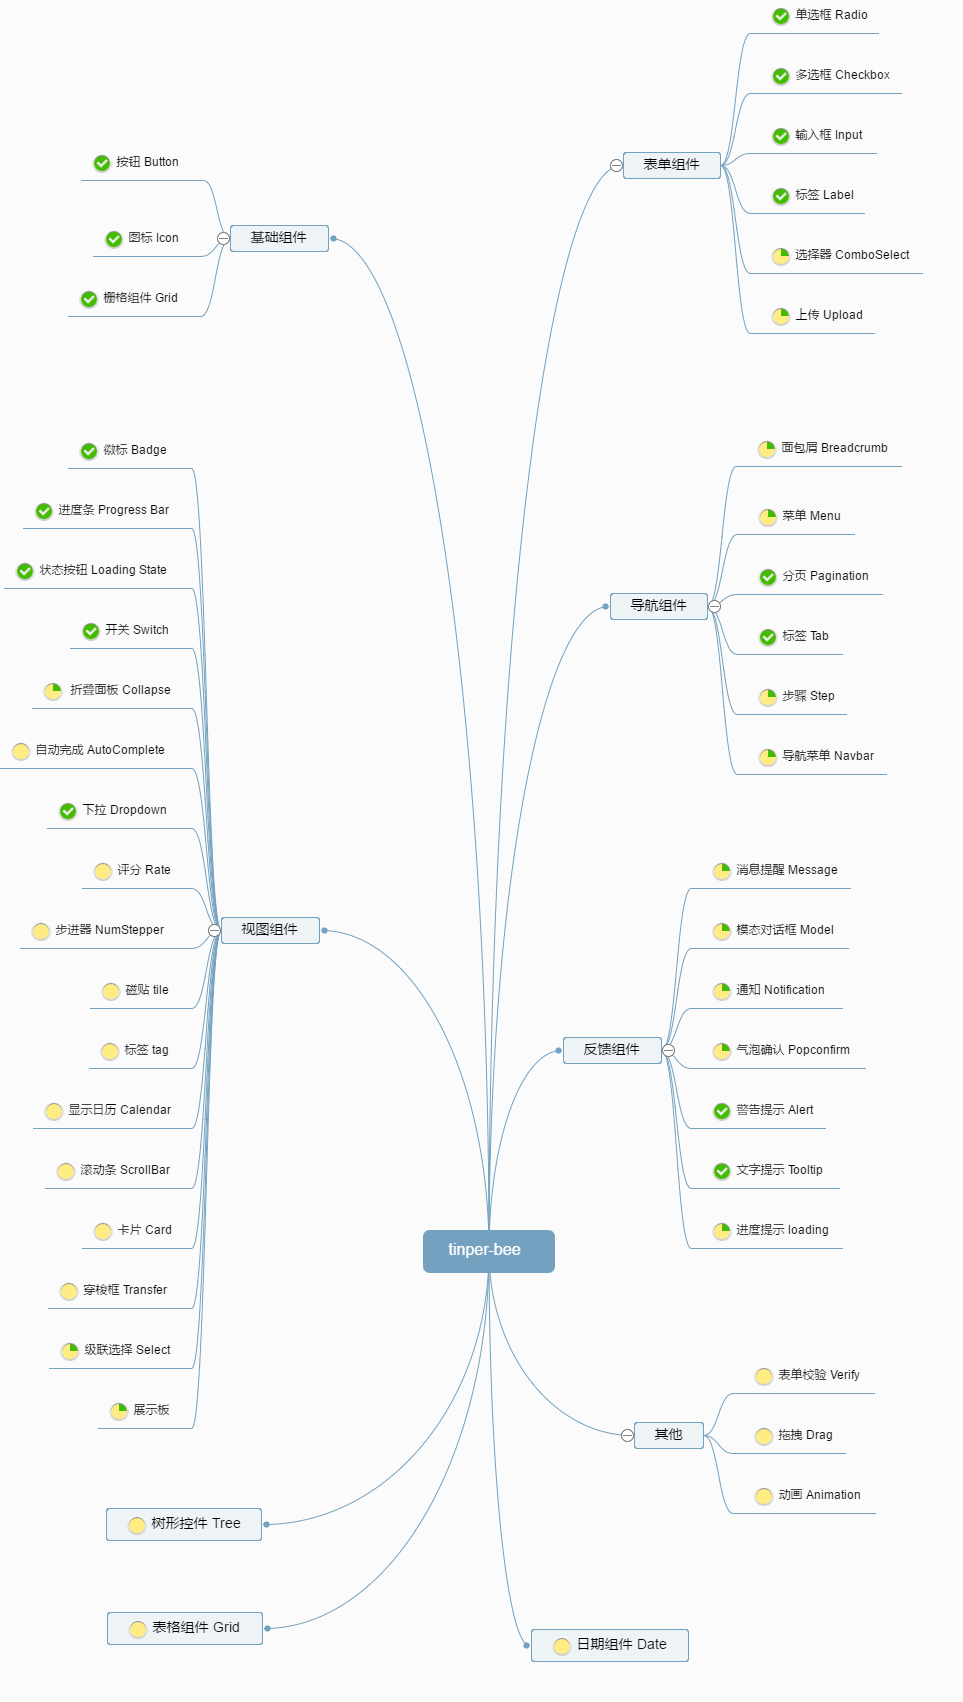 tinper-bee
基础组件
按钮 Button
图标 Icon
栅格组件 Grid
视图组件
徽标 Badge
进度条 Progress Bar
状态按钮 Loading State
开关 Switch
折叠面板 Collapse
自动完成 AutoComplete
下拉 Dropdown
评分 Rate
步进器 NumStepper
磁贴 tile
标签 tag
显示日历 Calendar
滚动条 ScrollBar
卡片 Card
穿梭框 Transfer
级联选择 Select
展示板
树形控件 Tree
表格组件 Grid
表单组件
单选框 Radio
多选框 Checkbox
输入框 Input
标签 Label
选择器 ComboSelect
上传 Upload
导航组件
面包屑 Breadcrumb
菜单 Menu
分页 Pagination
标签 Tab
步骤 Step
导航菜单 Navbar
反馈组件
消息提醒 Message
模态对话框 Model
通知 Notification
气泡确认 Popconfirm
警告提示 Alert
文字提示 Tooltip
进度提示 loading
其他
表单校验 Verify
拖拽 Drag
动画 Animation
日期组件 Date